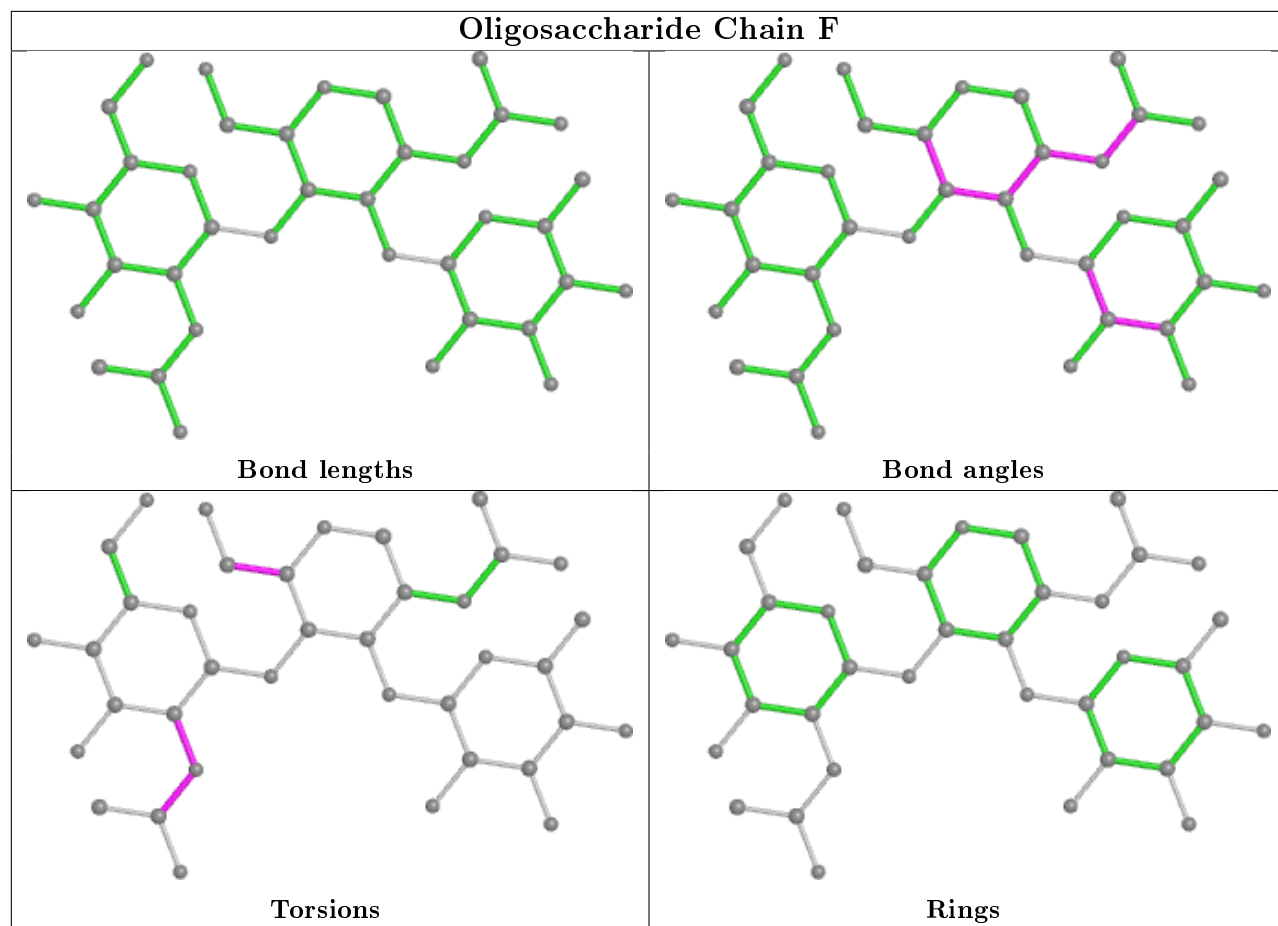 Oligosaccharide Chain F
Bond lengths
Bond angles
Torsions
Rings